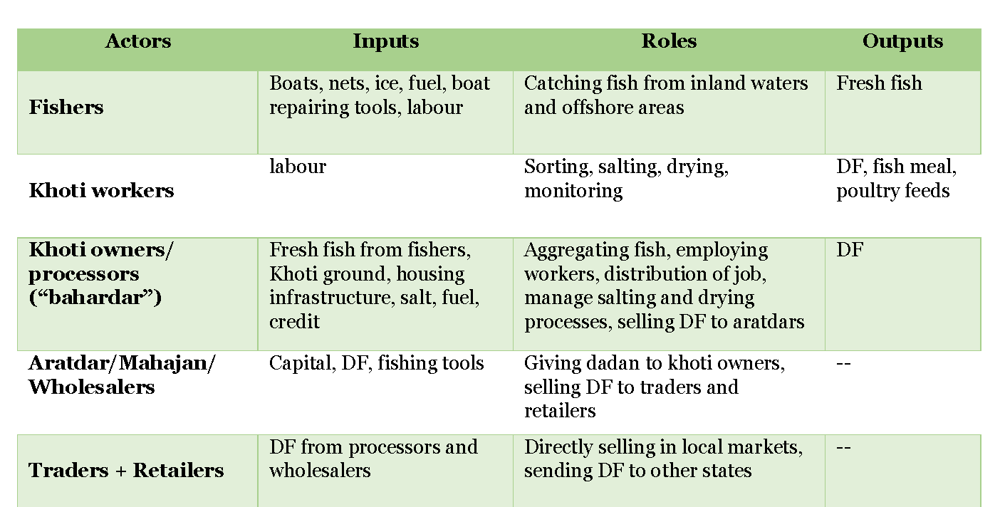 Actors
Inputs
Roles
Outputs
Fishers
Boats, nets, ice, fuel, boat
repairing tools, labour
Catching fish from inland waters
and offshore areas
Fresh fish
Khoti workers
labour
Sorting, salting, drying,
monitoring
DF, fish meal,
poultry feeds
Khoti owners/
processors
(“bahardar”)
Fresh fish from fishers,
Khoti ground, housing
infrastructure, salt, fuel,
credit
Aggregating fish, employing
workers, distribution of job,
manage salting and drying
processes, selling DF to aratdars
DF
Aratdar/Mahajan/
Wholesalers
Capital, DF, fishing tools
Giving dadan to khoti owners,
selling DF to traders and
retailers
--
Traders + Retailers
DF from processors and
wholesalers
Directly selling in local markets,
sending DF to other states
--